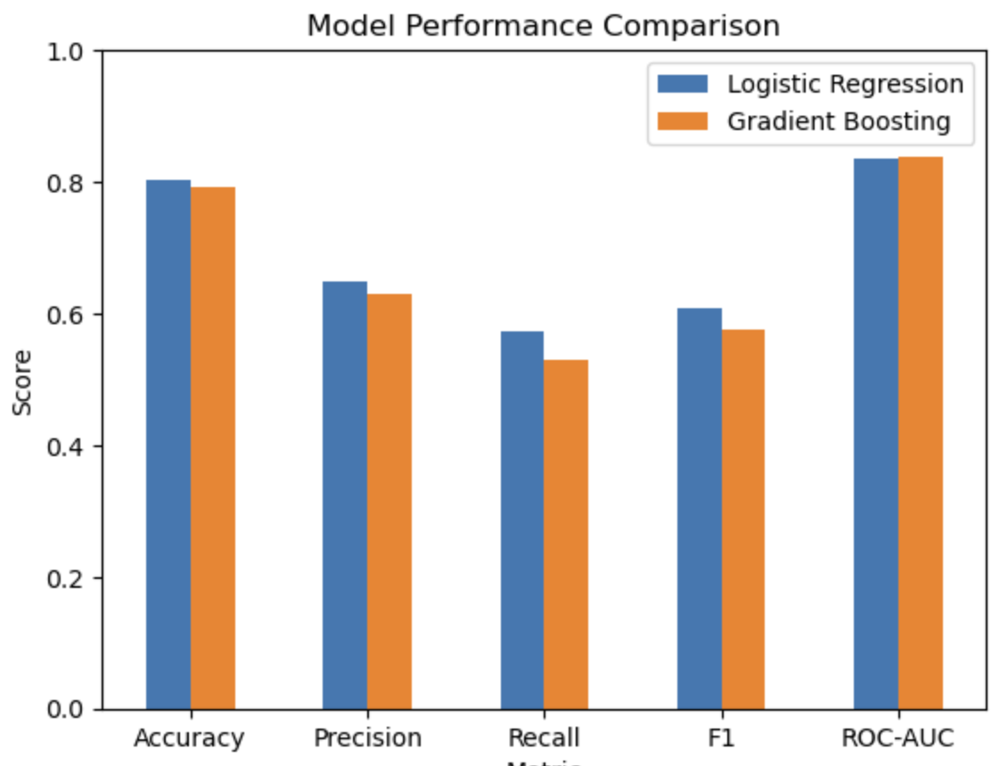 Model Performance Comparison
Logistic Regression
Gradient Boosting
1.0
0.8
0.6
0.4
0.2
0.0
Score
Accuracy Precision Recall F1 ROC-AUC